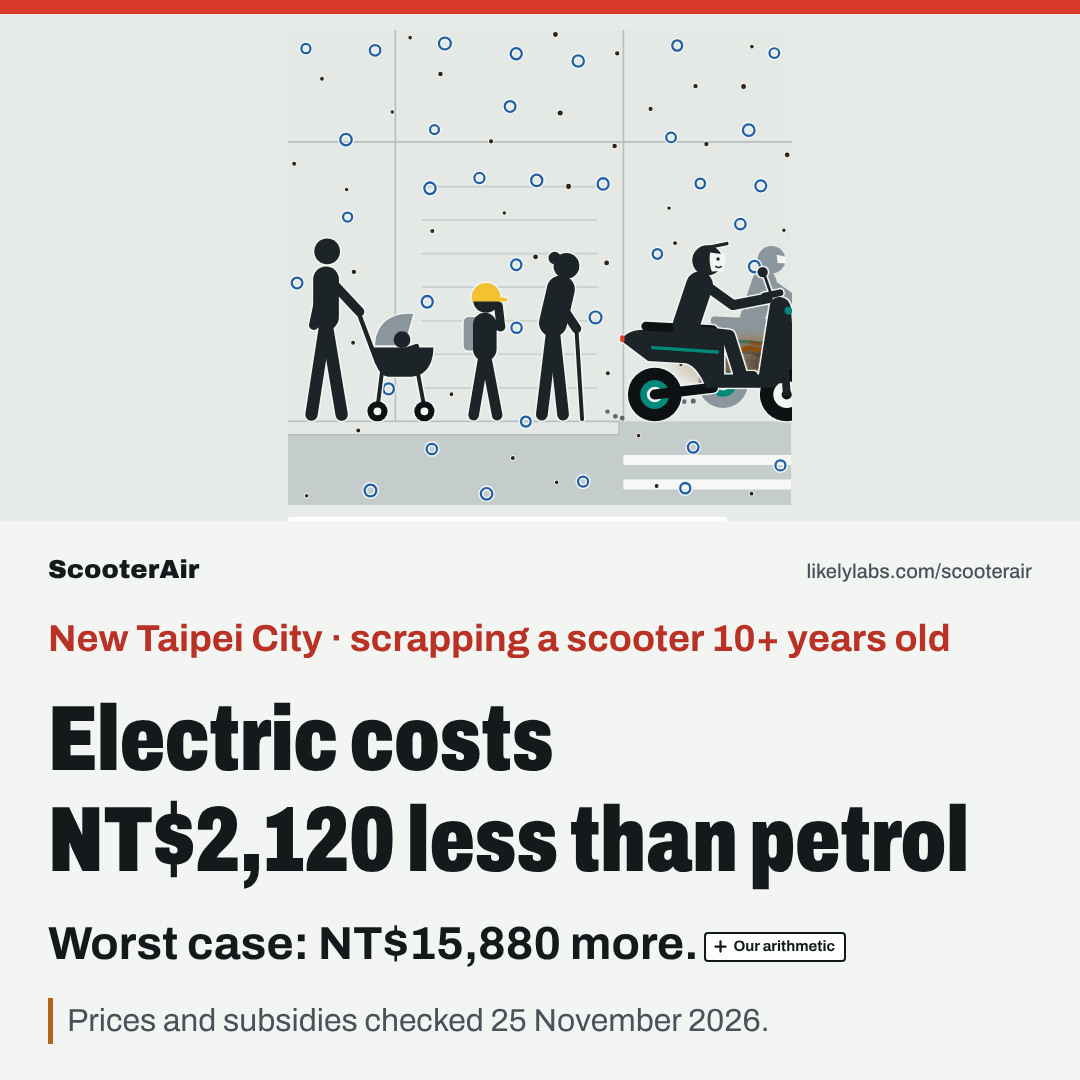 ScooterAir
likelylabs.com/scooterair
New Taipei City · scrapping a scooter 10+ years old
Electric costs
NT$2,120 less than petrol
Worst case: NT$15,880 more. + Our arithmetic
Prices and subsidies checked 25 November 2026.